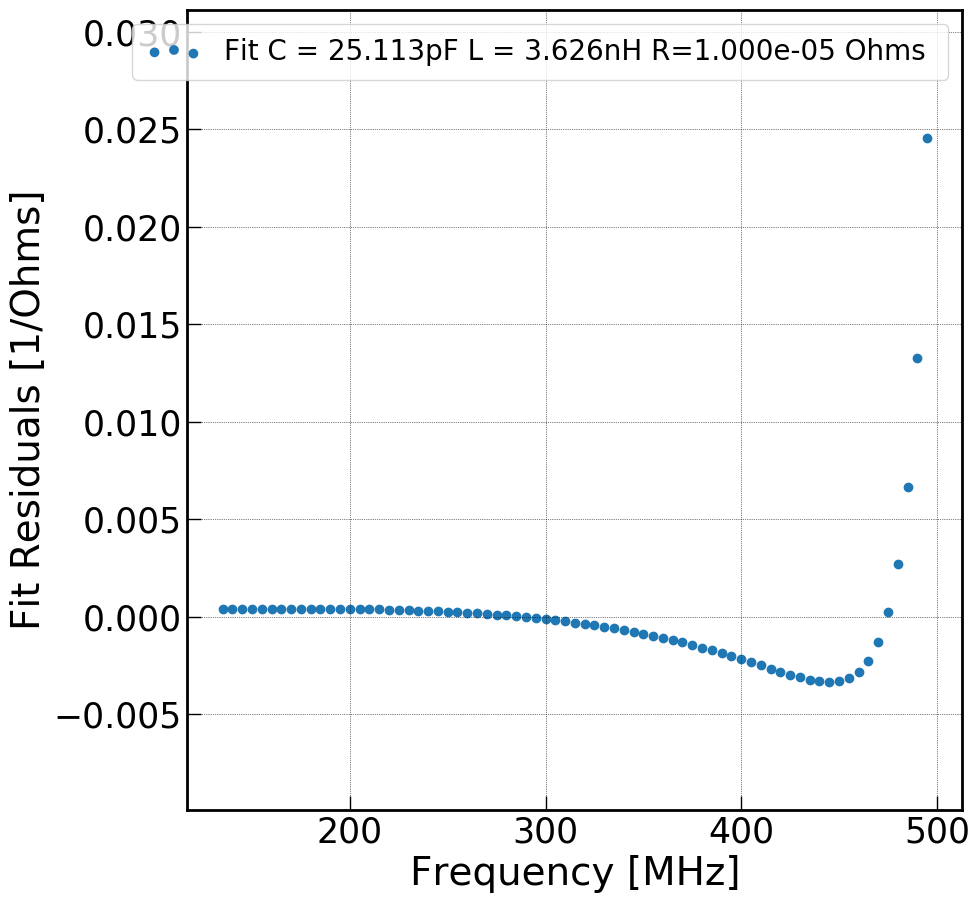 Fit C = 25.113pF L = 3.626nH R=1.000e-05 Ohms
0.030
0.025
0.020
0.015
0.010
0.005
0.000
−0.005
Fit Residuals [1/Ohms]
200 300 400 500
Frequency [MHz]